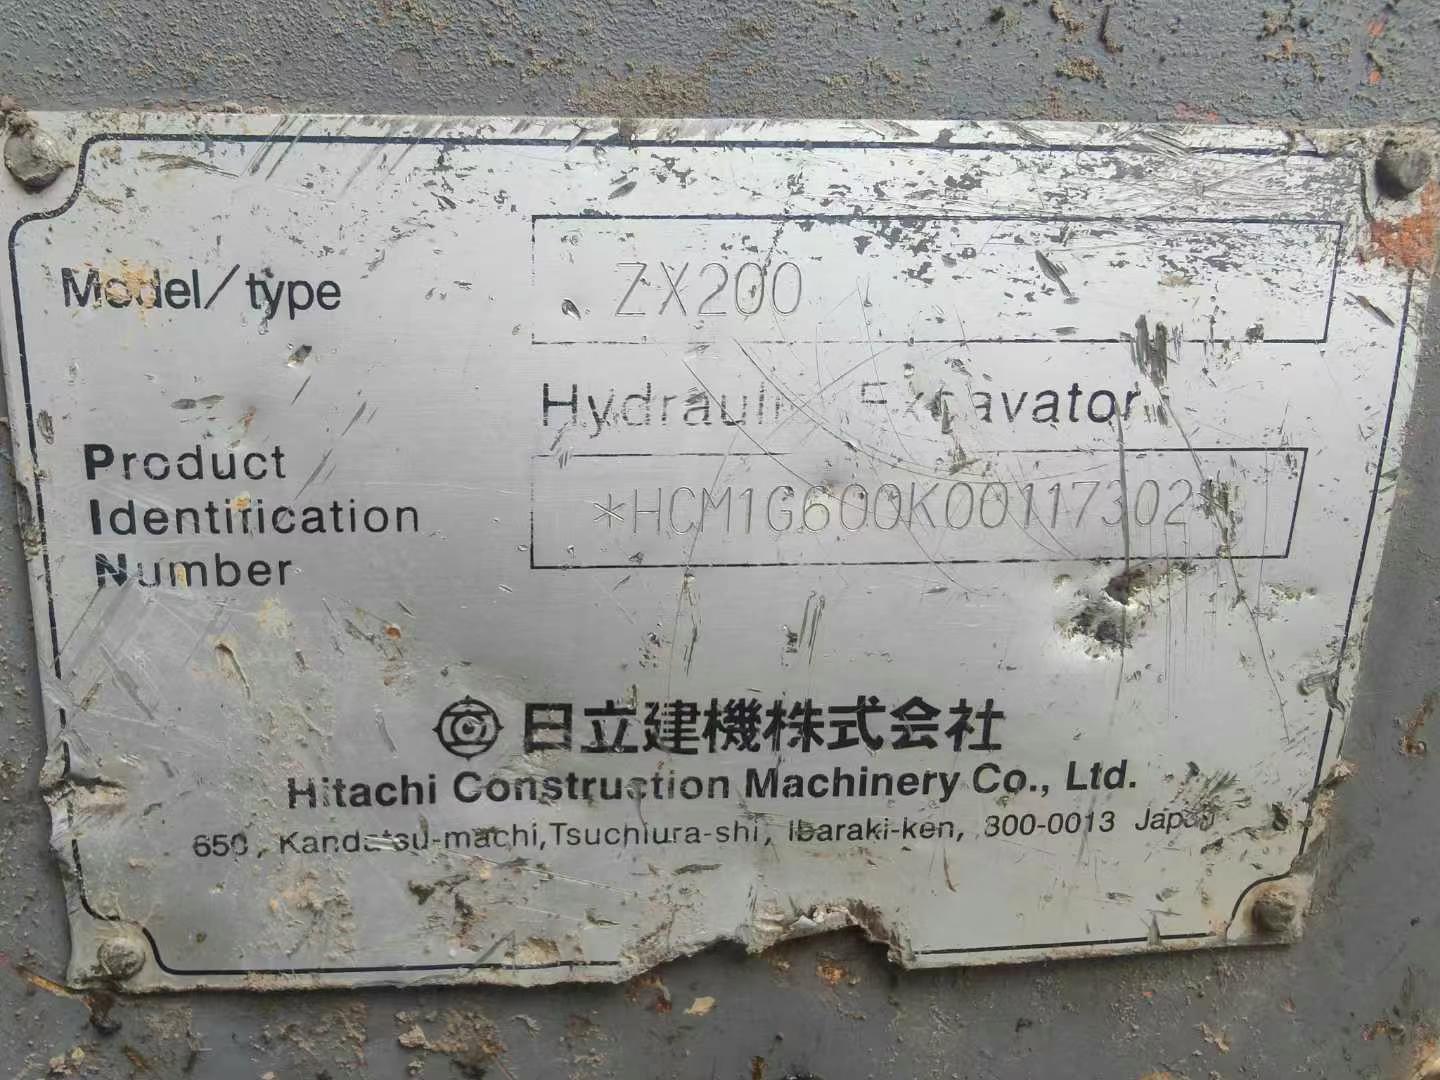 Model/type
ZX200
Hydraulic Excavator
Product
Identification
Number
*HCM1G600K00117302*
日立建機株式会社
Hitachi Construction Machinery Co., Ltd.
650, Kandatsu-machi, Tsuchiura-shi, Ibaraki-ken, 300-0013 Japan